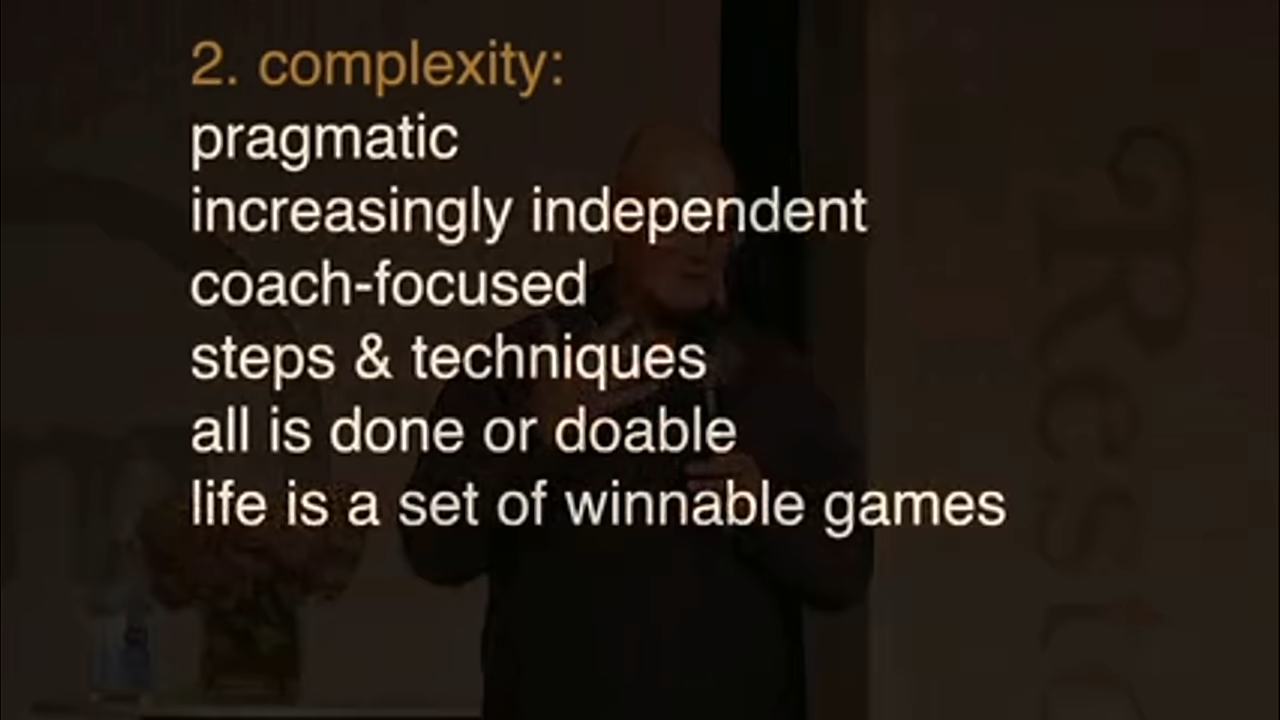 2. complexity:
pragmatic
increasingly independent
coach-focused
steps & techniques
all is done or doable
life is a set of winnable games
Resto